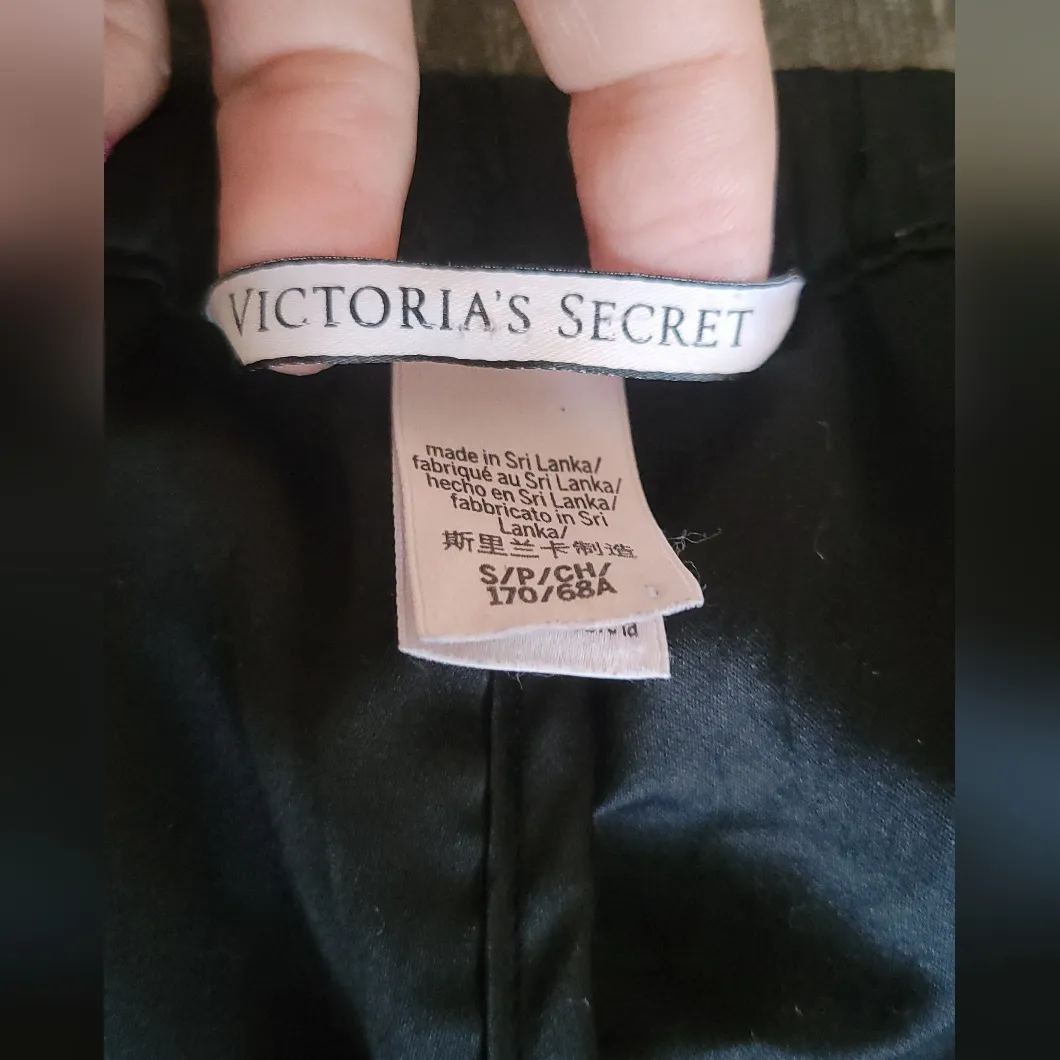 VICTORIA'S SECRET
made in Sri Lanka/
fabriqué au Sri Lanka/
hecho en Sri Lanka/
fabbricato in Sri
Lanka/
斯里兰卡制造
S/P/CH/
170/68A